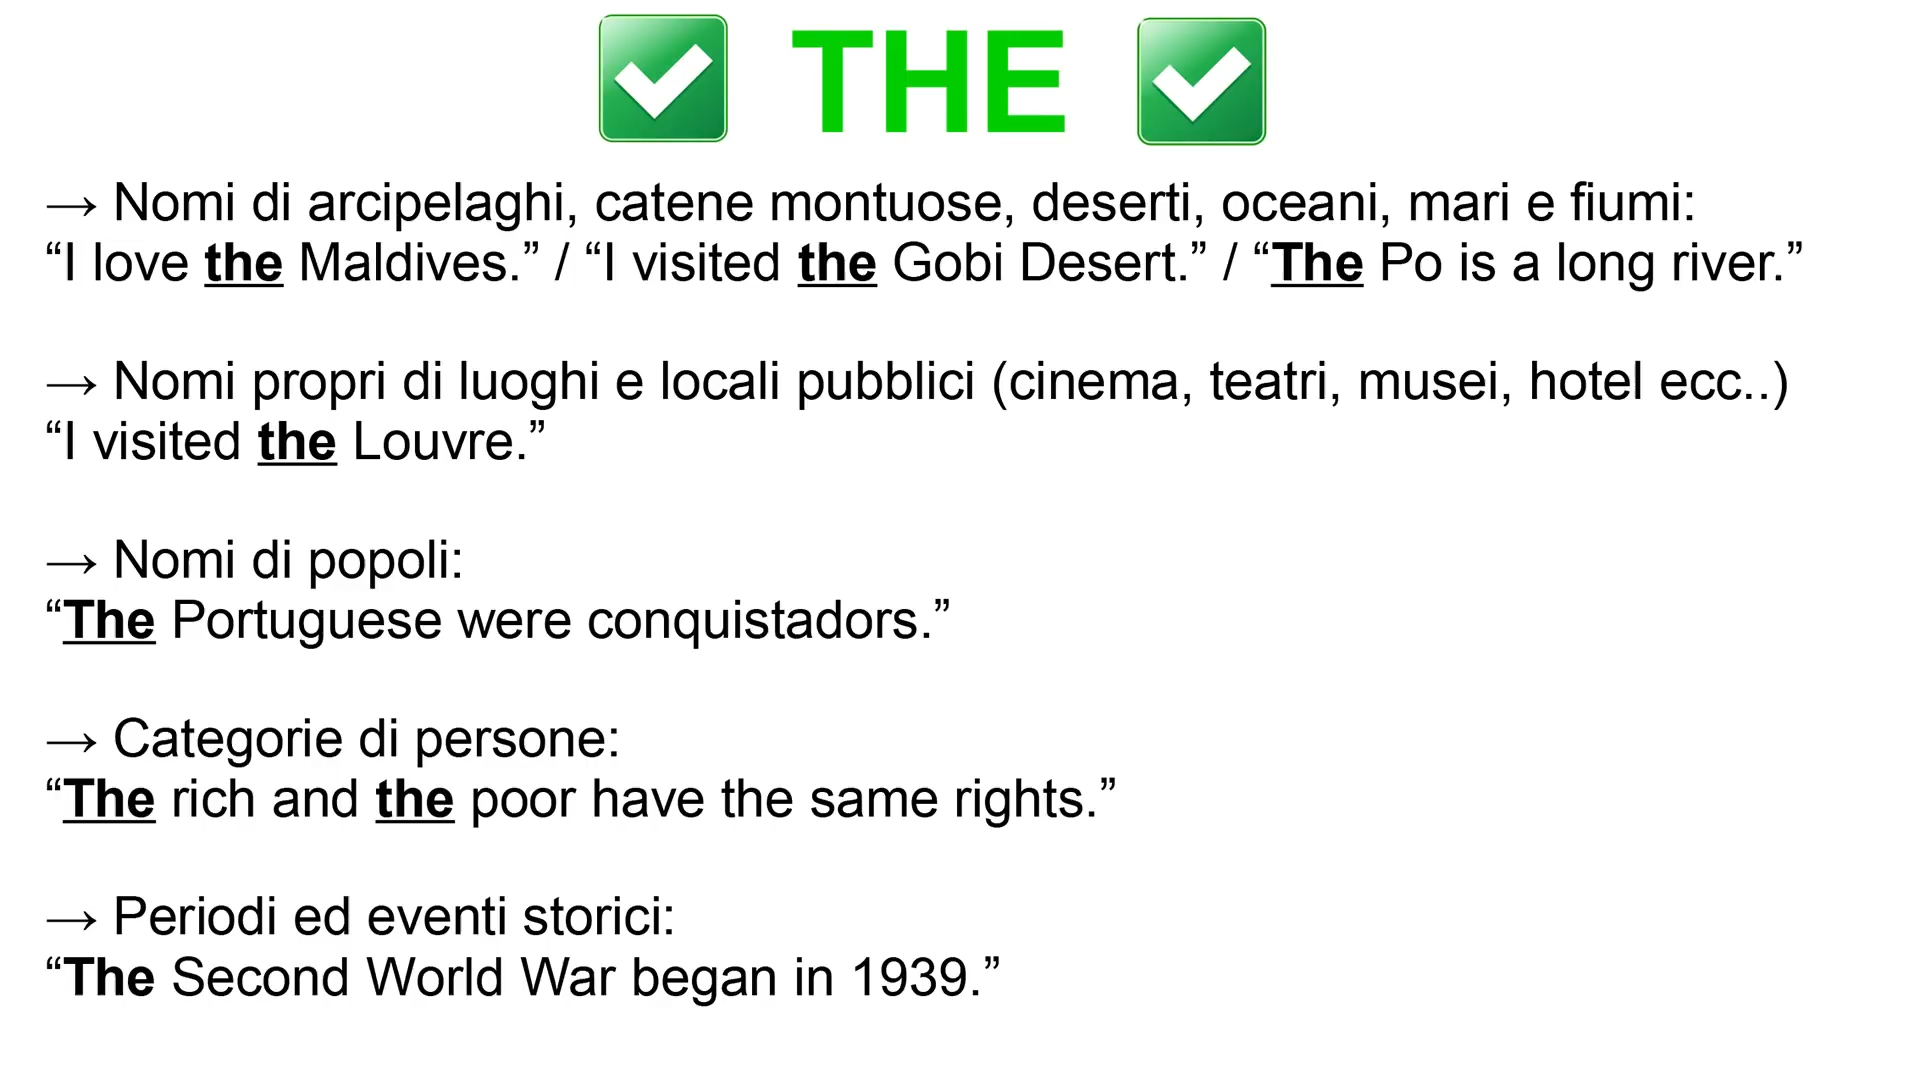 THE
→ Nomi di arcipelaghi, catene montuose, deserti, oceani, mari e fiumi:
“I love the Maldives.” / “I visited the Gobi Desert.” / “The Po is a long river.”
→ Nomi propri di luoghi e locali pubblici (cinema, teatri, musei, hotel ecc..)
“I visited the Louvre.”
→ Nomi di popoli:
“The Portuguese were conquistadors.”
→ Categorie di persone:
“The rich and the poor have the same rights.”
→ Periodi ed eventi storici:
“The Second World War began in 1939.”